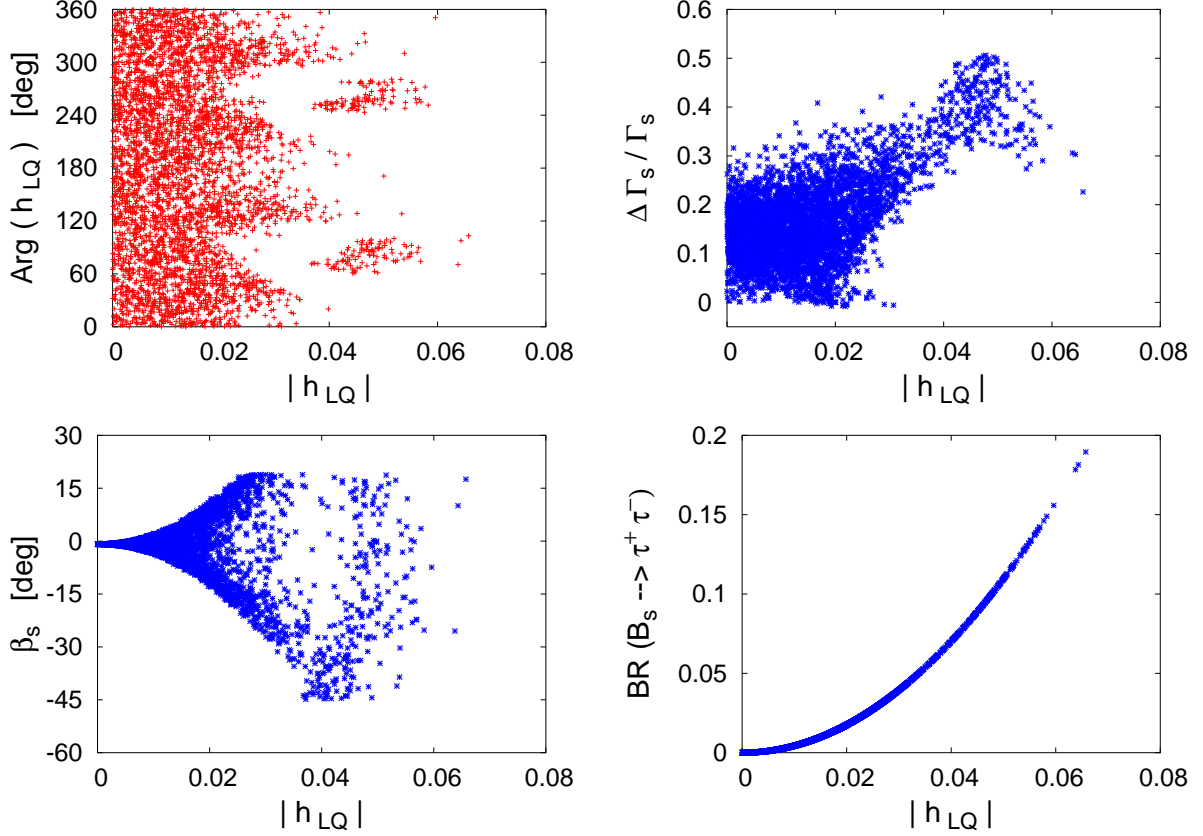 360
300
240
180
120
60
0
Arg ( h LQ ) [deg]
0 0.02 0.04 0.06 0.08
| h LQ |
0.6
0.5
0.4
0.3
0.2
0.1
0
Δ Γs / Γs
0 0.02 0.04 0.06 0.08
| h LQ |
30
15
0
-15
-30
-45
-60
βs [deg]
0 0.02 0.04 0.06 0.08
| h LQ |
0.2
0.15
0.1
0.05
0
BR (Bs --> τ+ τ−)
0 0.02 0.04 0.06 0.08
| h LQ |